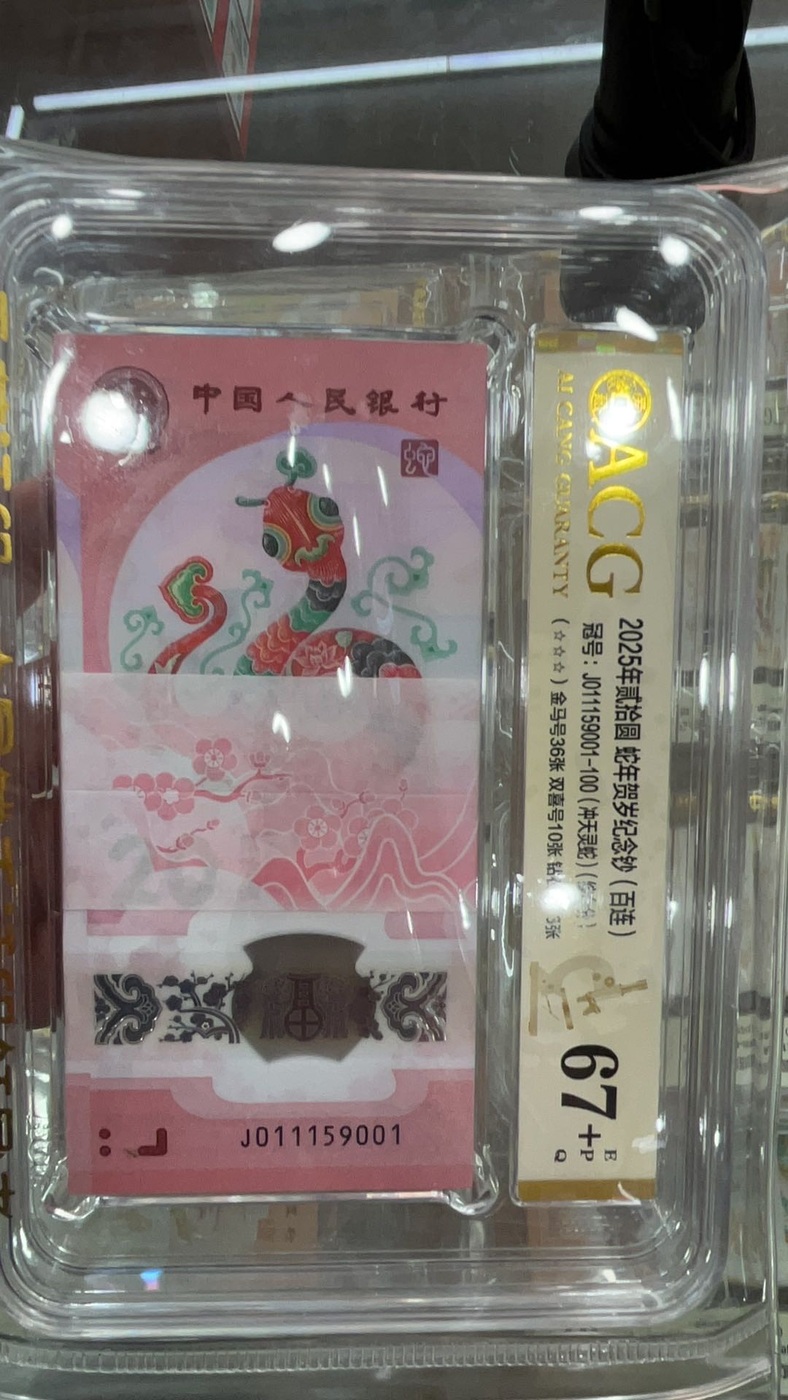 中国人民银行
蛇
J011159001
ACG
AI CANG GUARANTY
2025年贰拾圆 蛇年贺岁纪念钞（百连）
冠号：J011159001-100（冲天灵蛇）
（☆☆☆）金马号36张 双喜号10张
67+
E
P
Q